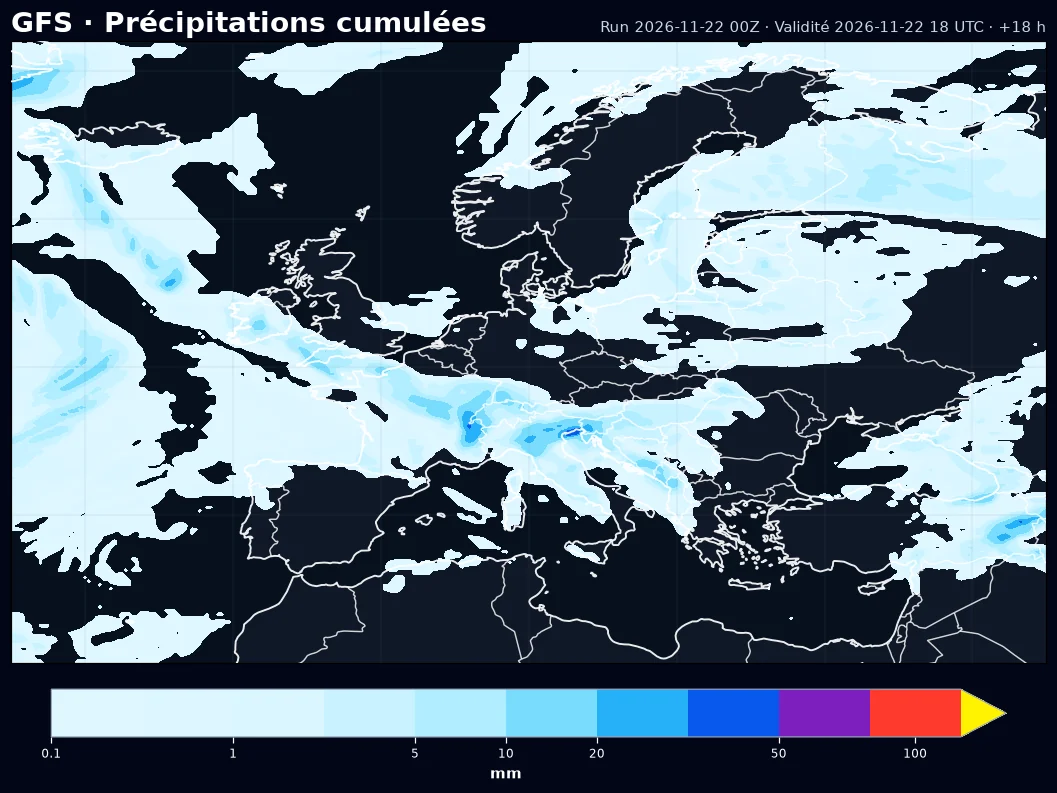 GFS · Précipitations cumulées
Run 2026-11-22 00Z · Validité 2026-11-22 18 UTC · +18 h
0.1 1 5 10 20 50 100
mm